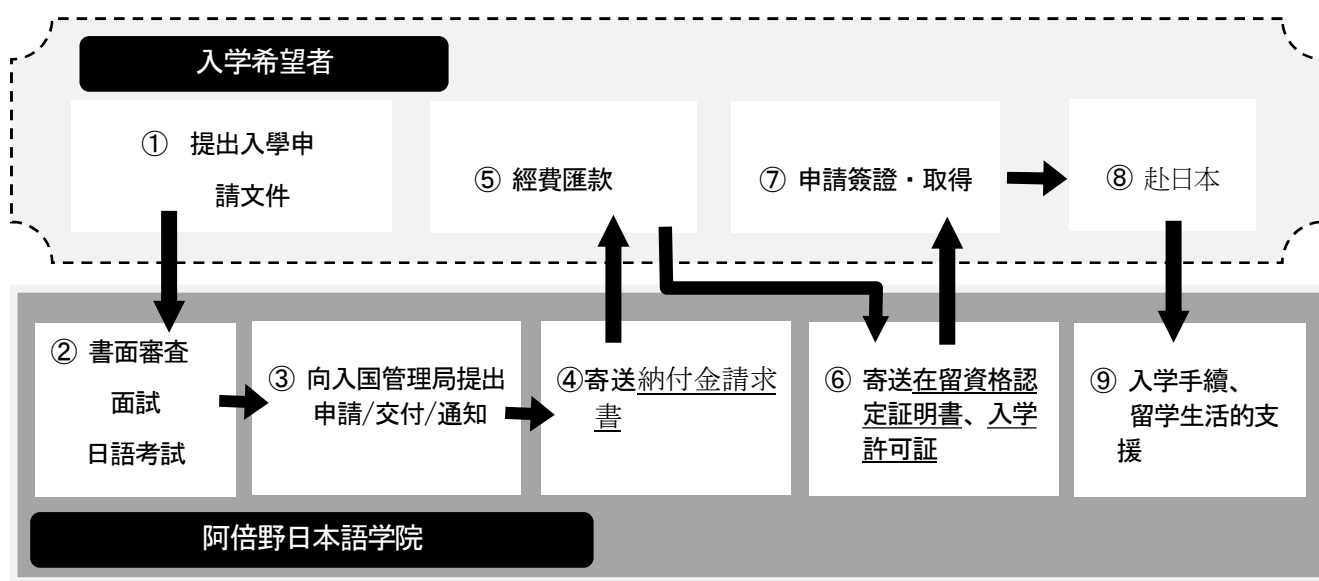 入学希望者
① 提出入學申
請文件
⑤ 經費匯款
⑦ 申請簽證・取得
⑧ 赴日本
② 書面審査
面試
日語考試
③ 向入国管理局提出
申請/交付/通知
④寄送納付金請求
書
⑥ 寄送在留資格認
定証明書、入学
許可証
⑨ 入学手續、
留学生活的支
援
阿倍野日本語学院